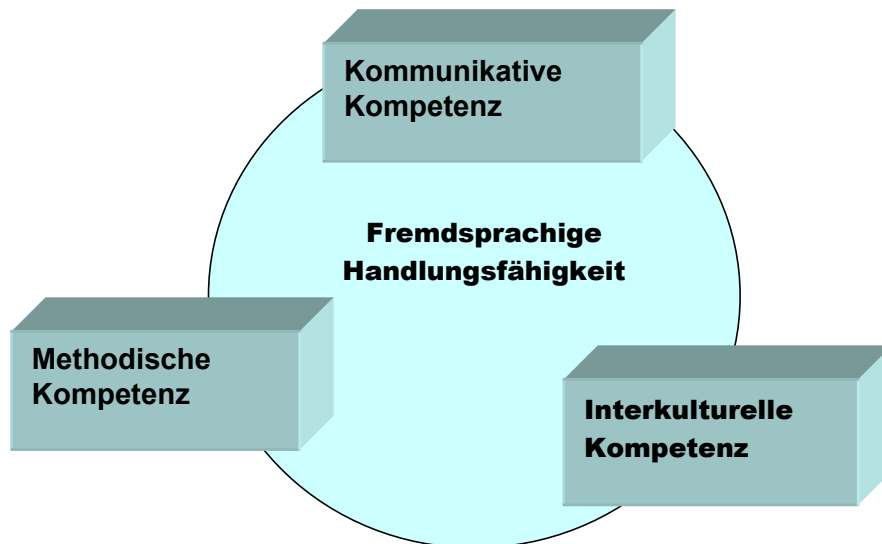 Kommunikative
Kompetenz
Fremdsprachige
Handlungsfähigkeit
Methodische
Kompetenz
Interkulturelle
Kompetenz